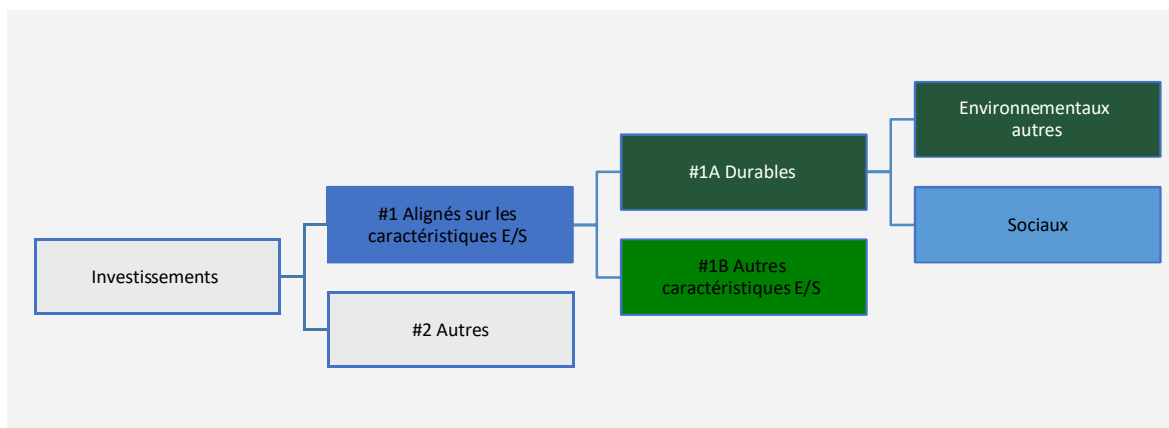 Investissements
#1 Alignés sur les
caractéristiques E/S
#2 Autres
#1A Durables
#1B Autres
caractéristiques E/S
Environnementaux
autres
Sociaux